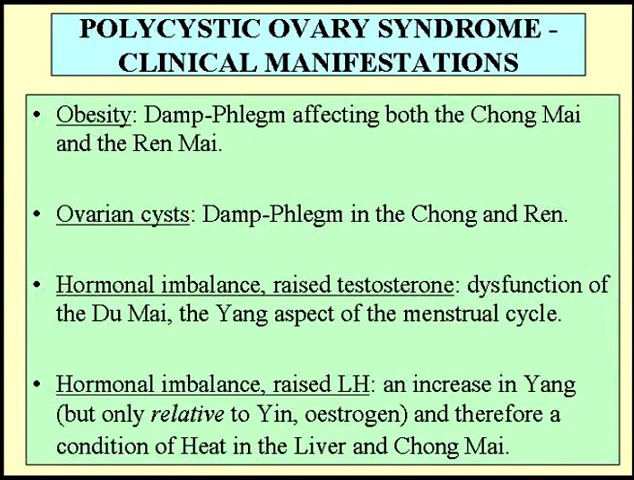 POLYCYSTIC OVARY SYNDROME -
CLINICAL MANIFESTATIONS
• Obesity: Damp-Phlegm affecting both the Chong Mai
and the Ren Mai.
• Ovarian cysts: Damp-Phlegm in the Chong and Ren.
• Hormonal imbalance, raised testosterone: dysfunction of
the Du Mai, the Yang aspect of the menstrual cycle.
• Hormonal imbalance, raised LH: an increase in Yang
(but only relative to Yin, oestrogen) and therefore a
condition of Heat in the Liver and Chong Mai.